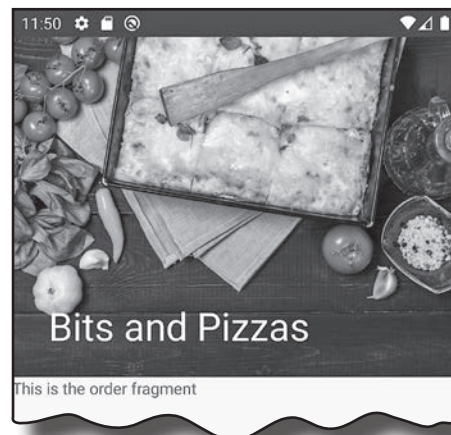 11:50
Bits and Pizzas
This is the order fragment